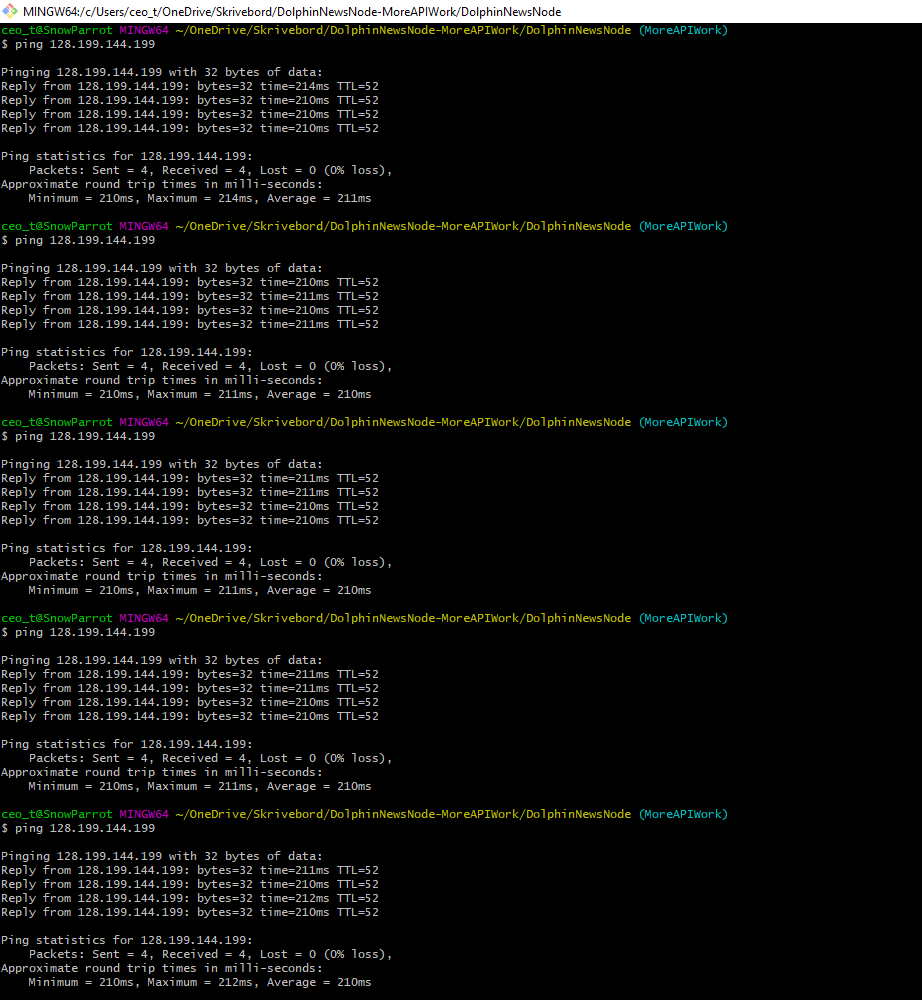 MINGW64:/c/Users/ceo_t/OneDrive/Skrivebord/DolphinNewsNode-MoreAPIWork/DolphinNewsNode
ceo_t@SnowParrot MINGW64 ~/OneDrive/Skrivebord/DolphinNewsNode-MoreAPIWork/DolphinNewsNode (MoreAPIWork)
$ ping 128.199.144.199
Pinging 128.199.144.199 with 32 bytes of data:
Reply from 128.199.144.199: bytes=32 time=214ms TTL=52
Reply from 128.199.144.199: bytes=32 time=210ms TTL=52
Reply from 128.199.144.199: bytes=32 time=210ms TTL=52
Reply from 128.199.144.199: bytes=32 time=210ms TTL=52
Ping statistics for 128.199.144.199:
    Packets: Sent = 4, Received = 4, Lost = 0 (0% loss),
Approximate round trip times in milli-seconds:
    Minimum = 210ms, Maximum = 214ms, Average = 211ms
ceo_t@SnowParrot MINGW64 ~/OneDrive/Skrivebord/DolphinNewsNode-MoreAPIWork/DolphinNewsNode (MoreAPIWork)
$ ping 128.199.144.199
Pinging 128.199.144.199 with 32 bytes of data:
Reply from 128.199.144.199: bytes=32 time=210ms TTL=52
Reply from 128.199.144.199: bytes=32 time=211ms TTL=52
Reply from 128.199.144.199: bytes=32 time=210ms TTL=52
Reply from 128.199.144.199: bytes=32 time=211ms TTL=52
Ping statistics for 128.199.144.199:
    Packets: Sent = 4, Received = 4, Lost = 0 (0% loss),
Approximate round trip times in milli-seconds:
    Minimum = 210ms, Maximum = 211ms, Average = 210ms
ceo_t@SnowParrot MINGW64 ~/OneDrive/Skrivebord/DolphinNewsNode-MoreAPIWork/DolphinNewsNode (MoreAPIWork)
$ ping 128.199.144.199
Pinging 128.199.144.199 with 32 bytes of data:
Reply from 128.199.144.199: bytes=32 time=211ms TTL=52
Reply from 128.199.144.199: bytes=32 time=211ms TTL=52
Reply from 128.199.144.199: bytes=32 time=210ms TTL=52
Reply from 128.199.144.199: bytes=32 time=210ms TTL=52
Ping statistics for 128.199.144.199:
    Packets: Sent = 4, Received = 4, Lost = 0 (0% loss),
Approximate round trip times in milli-seconds:
    Minimum = 210ms, Maximum = 211ms, Average = 210ms
ceo_t@SnowParrot MINGW64 ~/OneDrive/Skrivebord/DolphinNewsNode-MoreAPIWork/DolphinNewsNode (MoreAPIWork)
$ ping 128.199.144.199
Pinging 128.199.144.199 with 32 bytes of data:
Reply from 128.199.144.199: bytes=32 time=211ms TTL=52
Reply from 128.199.144.199: bytes=32 time=211ms TTL=52
Reply from 128.199.144.199: bytes=32 time=210ms TTL=52
Reply from 128.199.144.199: bytes=32 time=210ms TTL=52
Ping statistics for 128.199.144.199:
    Packets: Sent = 4, Received = 4, Lost = 0 (0% loss),
Approximate round trip times in milli-seconds:
    Minimum = 210ms, Maximum = 211ms, Average = 210ms
ceo_t@SnowParrot MINGW64 ~/OneDrive/Skrivebord/DolphinNewsNode-MoreAPIWork/DolphinNewsNode (MoreAPIWork)
$ ping 128.199.144.199
Pinging 128.199.144.199 with 32 bytes of data:
Reply from 128.199.144.199: bytes=32 time=211ms TTL=52
Reply from 128.199.144.199: bytes=32 time=210ms TTL=52
Reply from 128.199.144.199: bytes=32 time=212ms TTL=52
Reply from 128.199.144.199: bytes=32 time=210ms TTL=52
Ping statistics for 128.199.144.199:
    Packets: Sent = 4, Received = 4, Lost = 0 (0% loss),
Approximate round trip times in milli-seconds:
    Minimum = 210ms, Maximum = 212ms, Average = 210ms